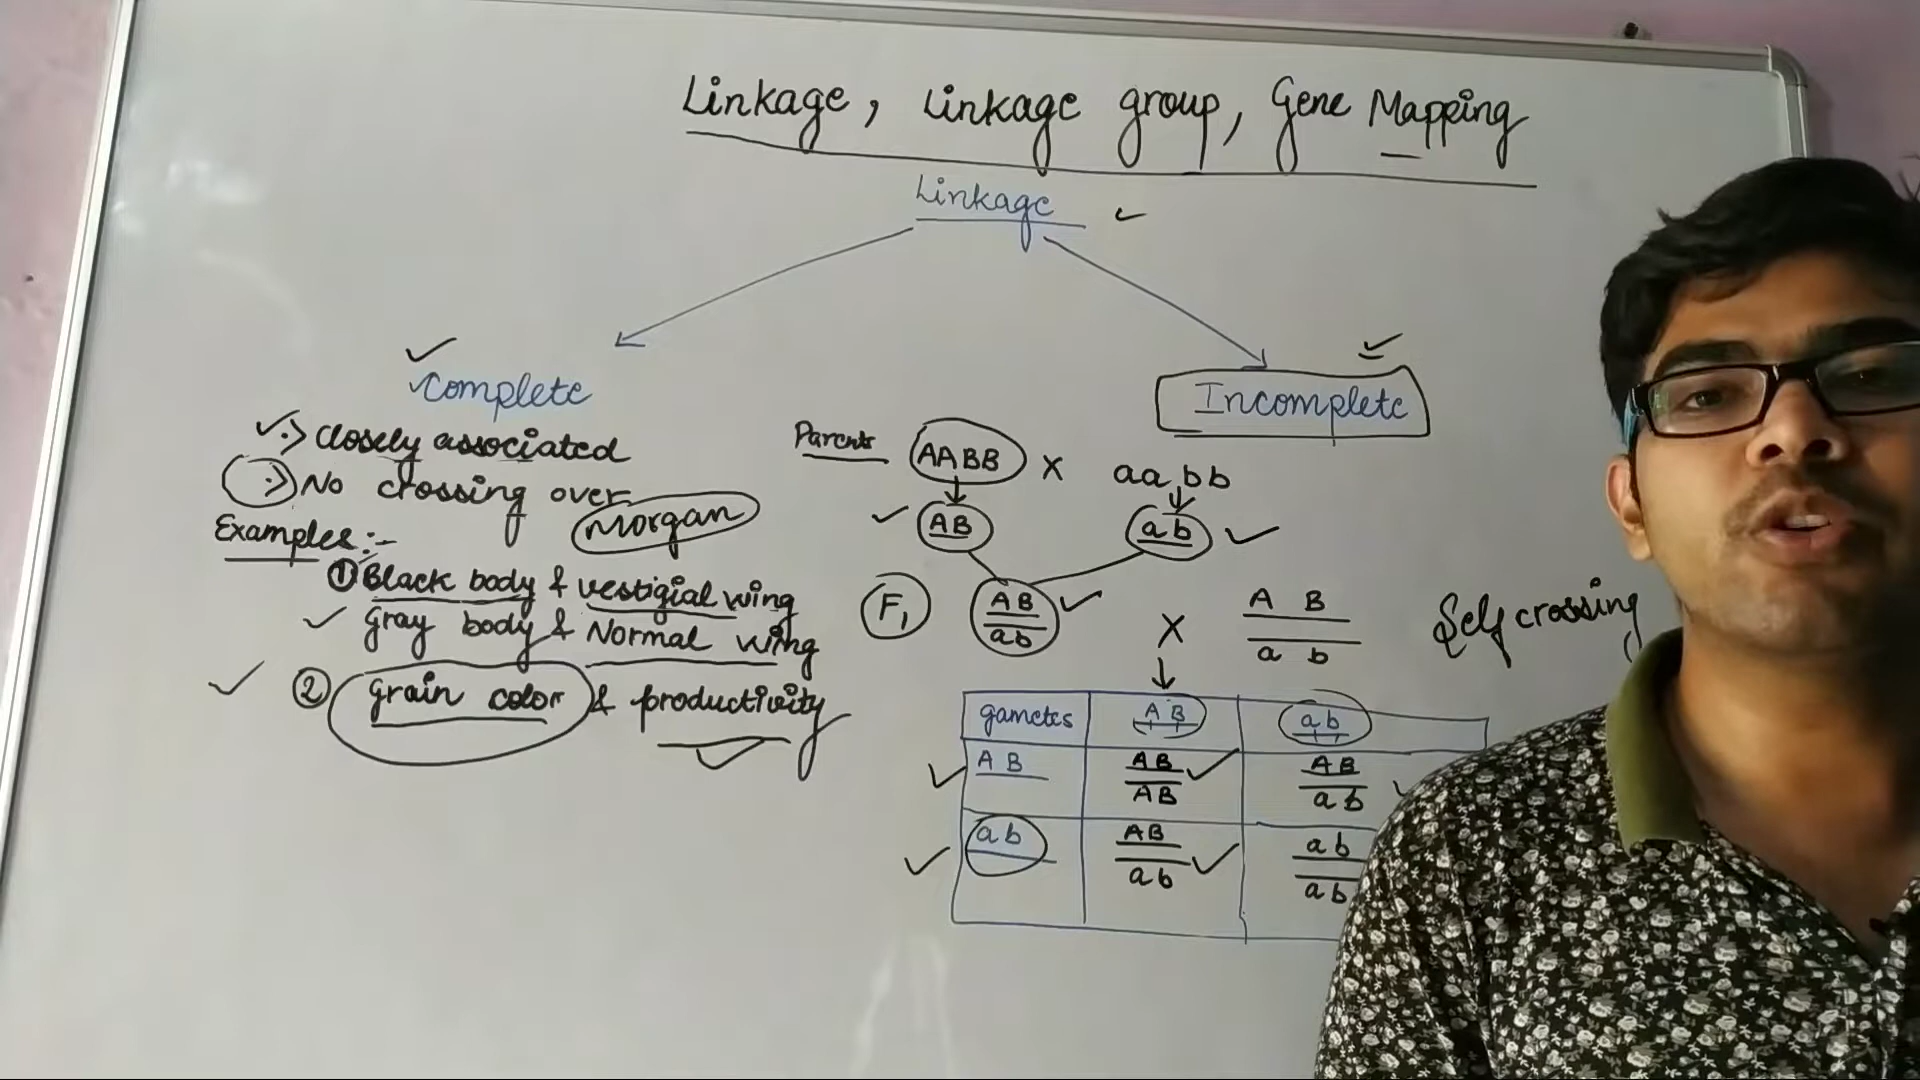 Linkage, Linkage group, Gene Mapping
Linkage
Complete
Closely associated
No crossing over
Morgan
Examples:-
① Black body & vestigial wing
Gray body & Normal wing
② grain color & productivity
Incomplete
Parents AABB X aabb
AB ab
F1 AB X A B Self crossing
ab a b
gametes AB ab
AB AB AB
AB ab
ab AB ab
ab ab